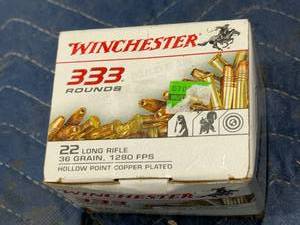 WINCHESTER
333
ROUNDS
22 LONG RIFLE
36 GRAIN, 1280 FPS
HOLLOW POINT COPPER PLATED